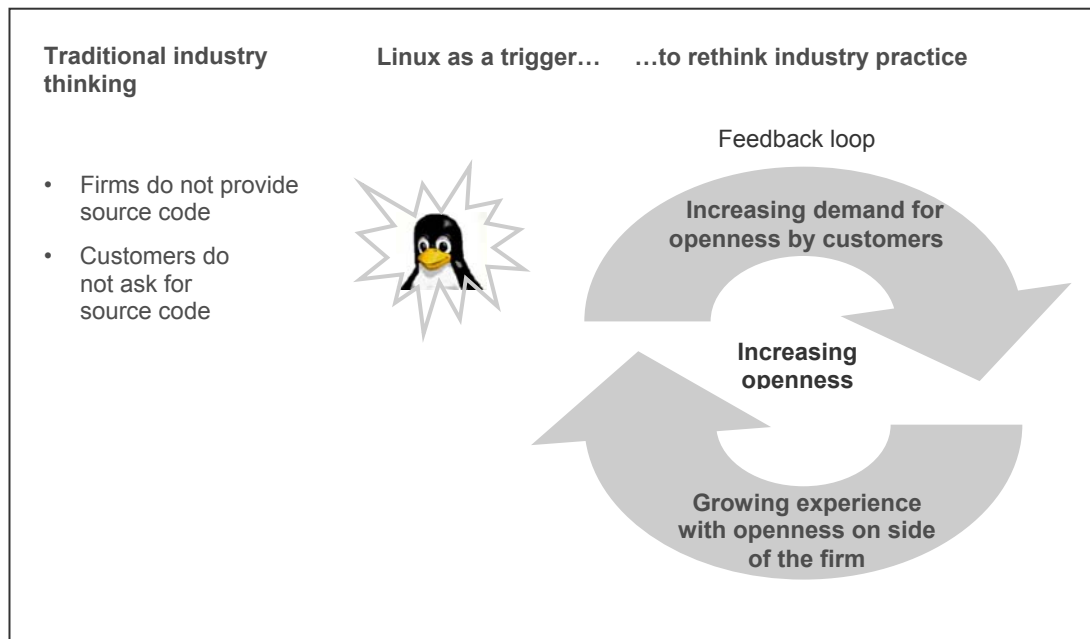 Traditional industry
thinking
Linux as a trigger…
…to rethink industry practice
• Firms do not provide
source code
• Customers do
not ask for
source code
Feedback loop
Increasing demand for
openness by customers
Increasing
openness
Growing experience
with openness on side
of the firm